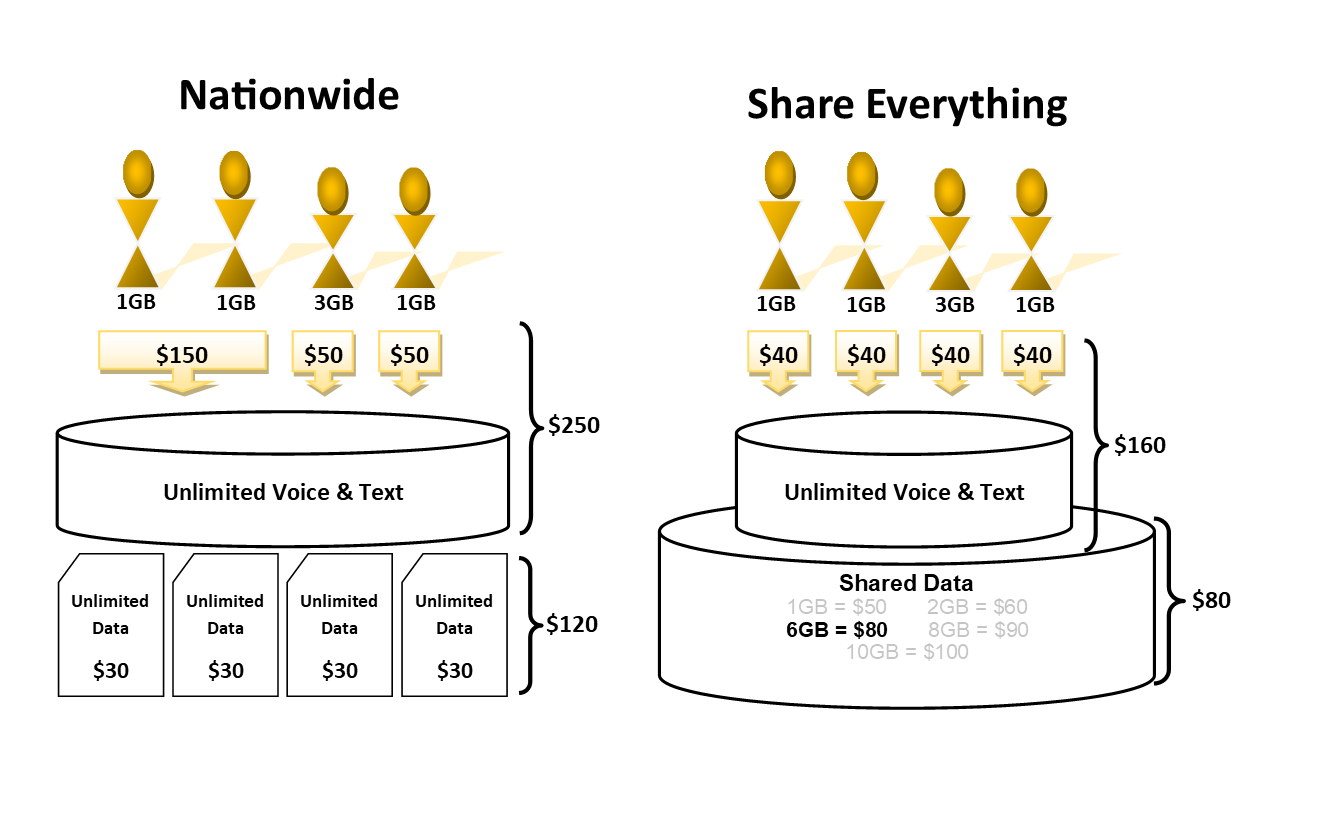 Nationwide
1GB
1GB
3GB
1GB
$150
$50
$50
$250
Unlimited Voice & Text
Unlimited
Data
$30
Unlimited
Data
$30
Unlimited
Data
$30
Unlimited
Data
$30
$120
Share Everything
1GB
1GB
3GB
1GB
$40
$40
$40
$40
$160
Unlimited Voice & Text
Shared Data
1GB = $50 2GB = $60
6GB = $80 8GB = $90
10GB = $100
$80